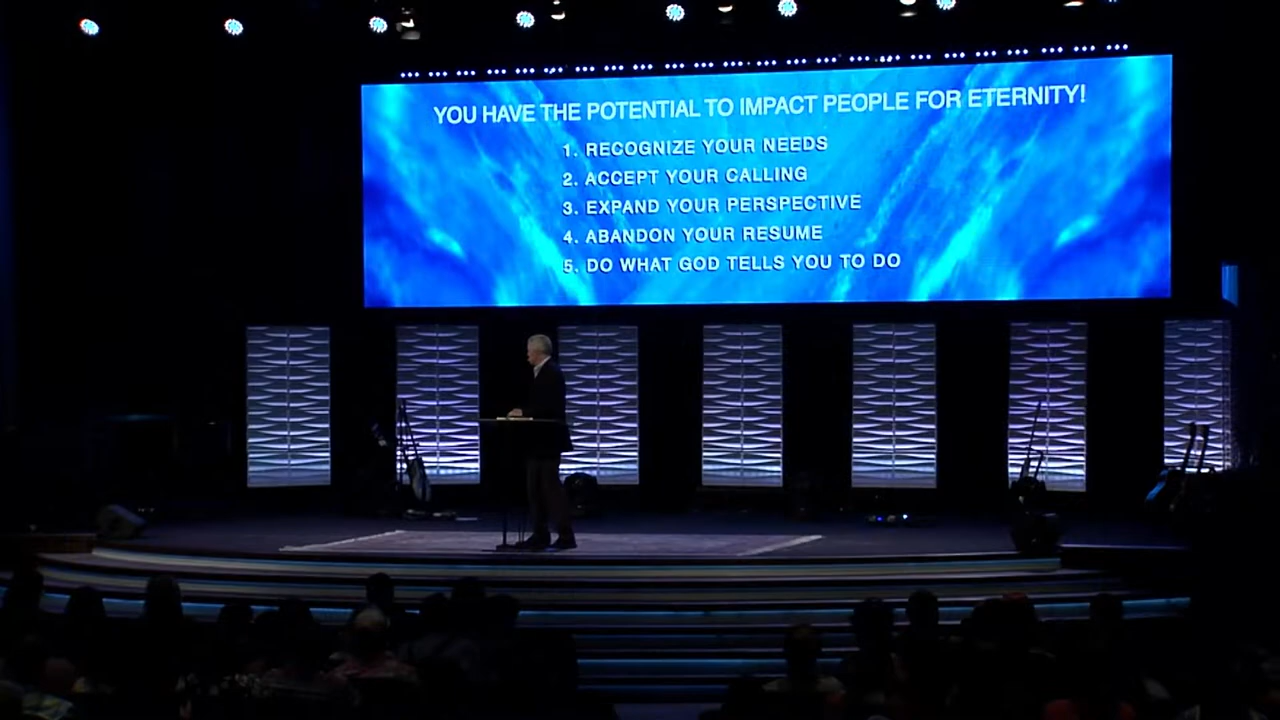 YOU HAVE THE POTENTIAL TO IMPACT PEOPLE FOR ETERNITY!
1. RECOGNIZE YOUR NEEDS
2. ACCEPT YOUR CALLING
3. EXPAND YOUR PERSPECTIVE
4. ABANDON YOUR RESUME
5. DO WHAT GOD TELLS YOU TO DO